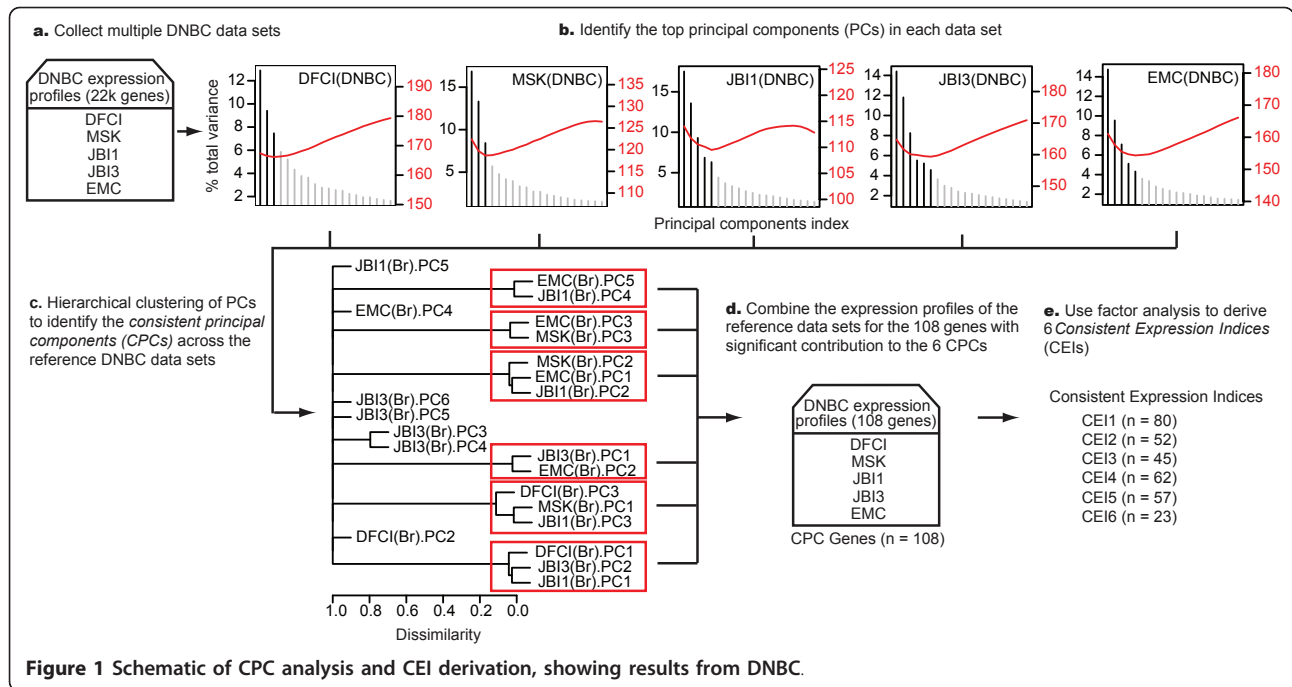 a. Collect multiple DNBC data sets
b. Identify the top principal components (PCs) in each data set
DNBC expression
profiles (22k genes)
DFCI
MSK
JBI1
JBI3
EMC
% total variance
12
10
8
6
4
2
DFCI(DNBC)
190
180
170
160
150
15
10
5
MSK(DNBC)
135
130
125
120
115
110
15
10
5
JBI1(DNBC)
125
120
115
110
105
100
14
12
10
8
6
4
2
JBI3(DNBC)
180
170
160
150
14
12
10
8
6
4
2
EMC(DNBC)
180
170
160
150
140
Principal components index
c. Hierarchical clustering of PCs
to identify the consistent principal
components (CPCs) across the
reference DNBC data sets
JBI1(Br).PC5
EMC(Br).PC5
JBI1(Br).PC4
EMC(Br).PC4
EMC(Br).PC3
MSK(Br).PC3
MSK(Br).PC2
EMC(Br).PC1
JBI1(Br).PC2
JBI3(Br).PC6
JBI3(Br).PC5
JBI3(Br).PC3
JBI3(Br).PC4
JBI3(Br).PC1
EMC(Br).PC2
DFCI(Br).PC3
MSK(Br).PC1
JBI1(Br).PC3
DFCI(Br).PC2
DFCI(Br).PC1
JBI3(Br).PC2
JBI1(Br).PC1
1.0 0.8 0.6 0.4 0.2 0.0
Dissimilarity
d. Combine the expression profiles of the
reference data sets for the 108 genes with
significant contribution to the 6 CPCs
DNBC expression
profiles (108 genes)
DFCI
MSK
JBI1
JBI3
EMC
CPC Genes (n = 108)
e. Use factor analysis to derive
6 Consistent Expression Indices
(CEIs)
Consistent Expression Indices
CEI1 (n = 80)
CEI2 (n = 52)
CEI3 (n = 45)
CEI4 (n = 62)
CEI5 (n = 57)
CEI6 (n = 23)
Figure 1 Schematic of CPC analysis and CEI derivation, showing results from DNBC.